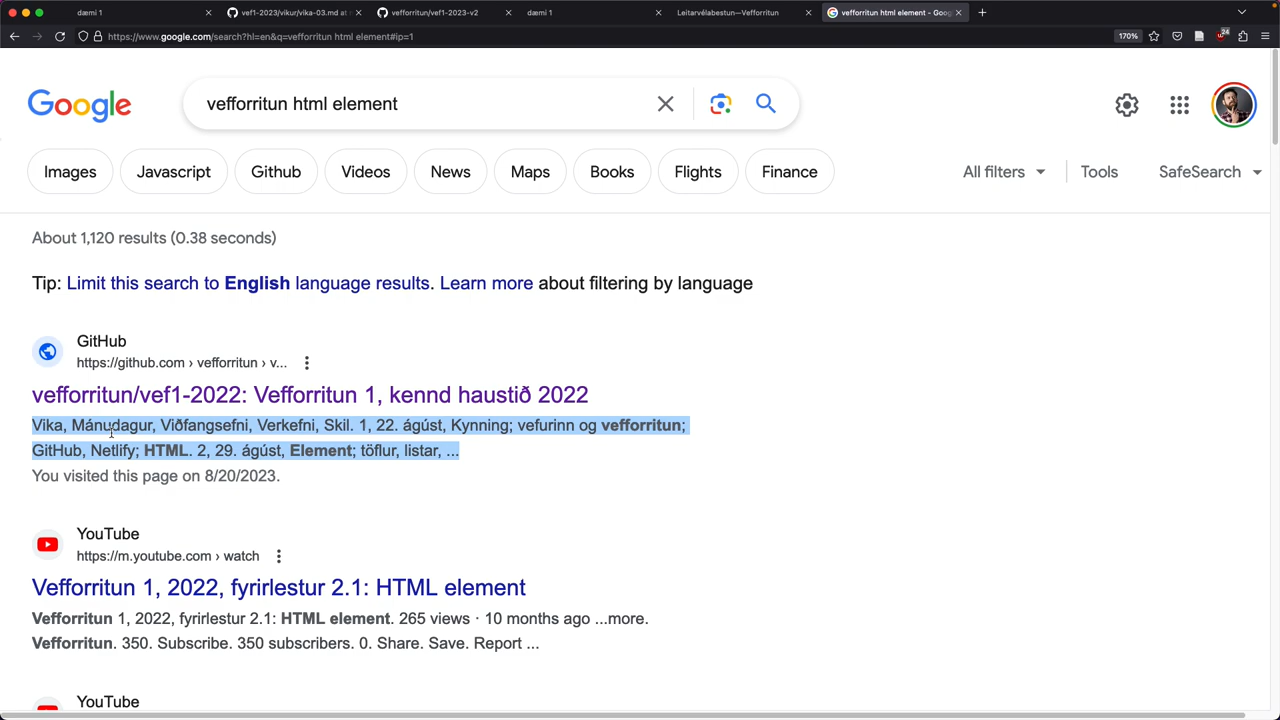 dæmi 1
vef1-2023/vikur/vika-03.md at
vefforritun/vef1-2023-v2
dæmi 1
Leitarvélabestun—Vefforritun
vefforritun html element - Goog
https://www.google.com/search?hl=en&q=vefforritun html element#ip=1
170%
24
Google
vefforritun html element
Images
Javascript
Github
Videos
News
Maps
Books
Flights
Finance
All filters
Tools
SafeSearch
About 1,120 results (0.38 seconds)
Tip: Limit this search to English language results. Learn more about filtering by language
GitHub
https://github.com › vefforritun › v...
vefforritun/vef1-2022: Vefforritun 1, kennd haustið 2022
Vika, Mánudagur, Viðfangsefni, Verkefni, Skil. 1, 22. ágúst, Kynning; vefurinn og vefforritun;
GitHub, Netlify; HTML. 2, 29. ágúst, Element; töflur, listar, ...
You visited this page on 8/20/2023.
YouTube
https://m.youtube.com › watch
Vefforritun 1, 2022, fyrirlestur 2.1: HTML element
Vefforritun 1, 2022, fyrirlestur 2.1: HTML element. 265 views · 10 months ago ...more.
Vefforritun. 350. Subscribe. 350 subscribers. 0. Share. Save. Report ...
YouTube